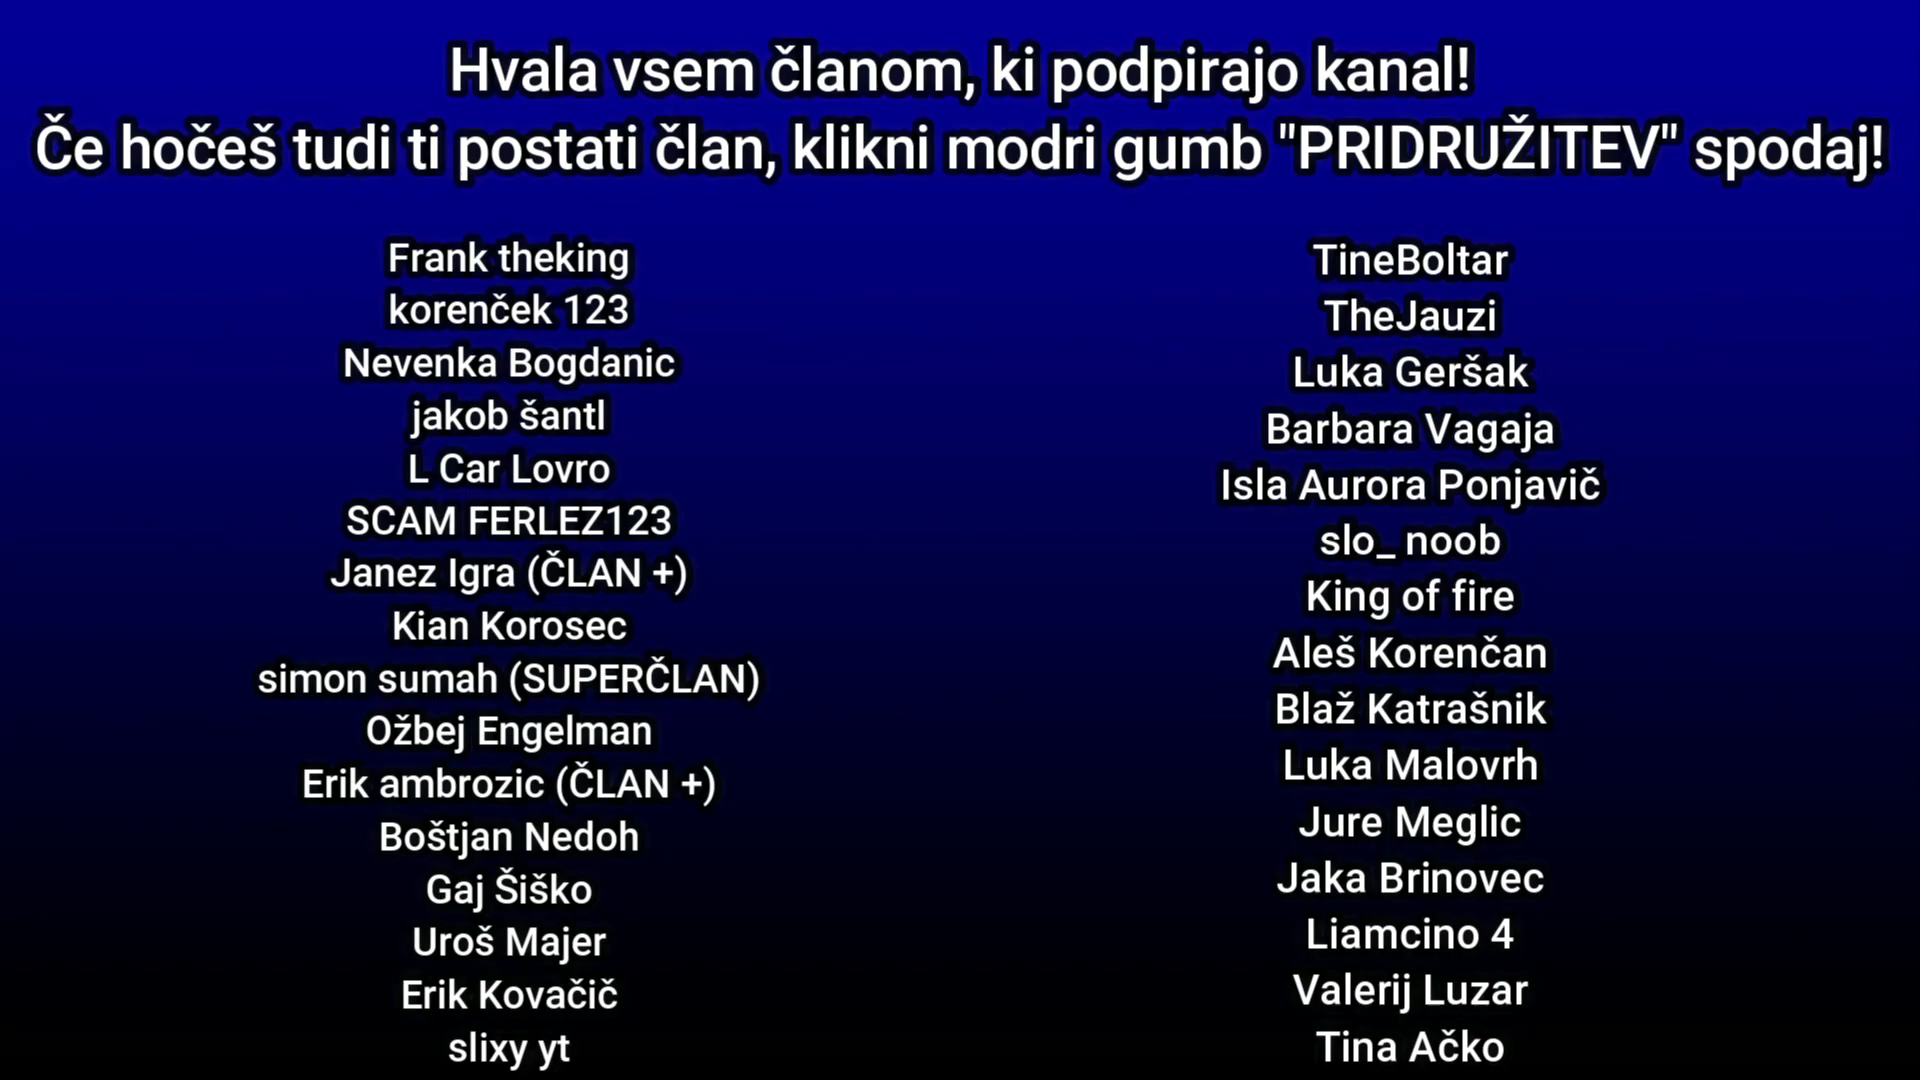 Hvala vsem članom, ki podpirajo kanal!
Če hočeš tudi ti postati član, klikni modri gumb "PRIDRUŽITEV" spodaj!
Frank theking
korenček 123
Nevenka Bogdanic
jakob šantl
L Car Lovro
SCAM FERLEZ123
Janez Igra (ČLAN +)
Kian Korosec
simon sumah (SUPERČLAN)
Ožbej Engelman
Erik ambrozic (ČLAN +)
Boštjan Nedoh
Gaj Šiško
Uroš Majer
Erik Kovačič
slixy yt
TineBoltar
TheJauzi
Luka Geršak
Barbara Vagaja
Isla Aurora Ponjavič
slo_ noob
King of fire
Aleš Korenčan
Blaž Katrašnik
Luka Malovrh
Jure Meglic
Jaka Brinovec
Liamcino 4
Valerij Luzar
Tina Ačko